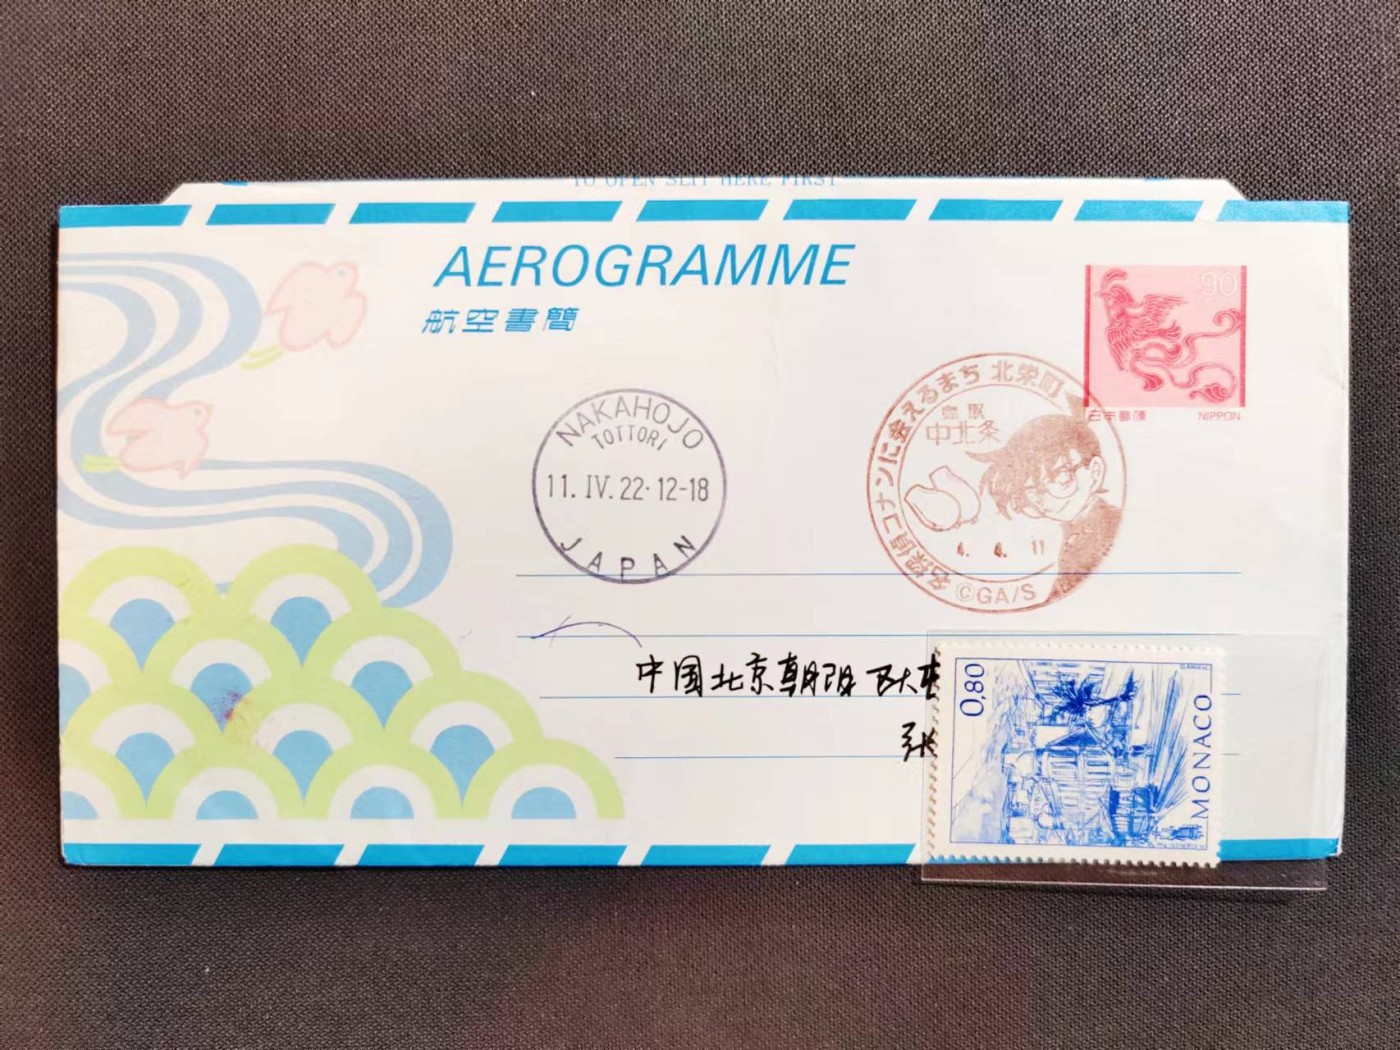 TO OPEN SLIT HERE FIRST
AEROGRAMME
航空書簡
90
日本郵便 NIPPON
NAKAHOJO
TOTTORI
11. IV. 22・12-18
JAPAN
名探偵コナンに会えるまち 北栄町
鳥取
中北条
4. 4. 11
©GA/S
中国北京朝阳
张
0,80
MONACO